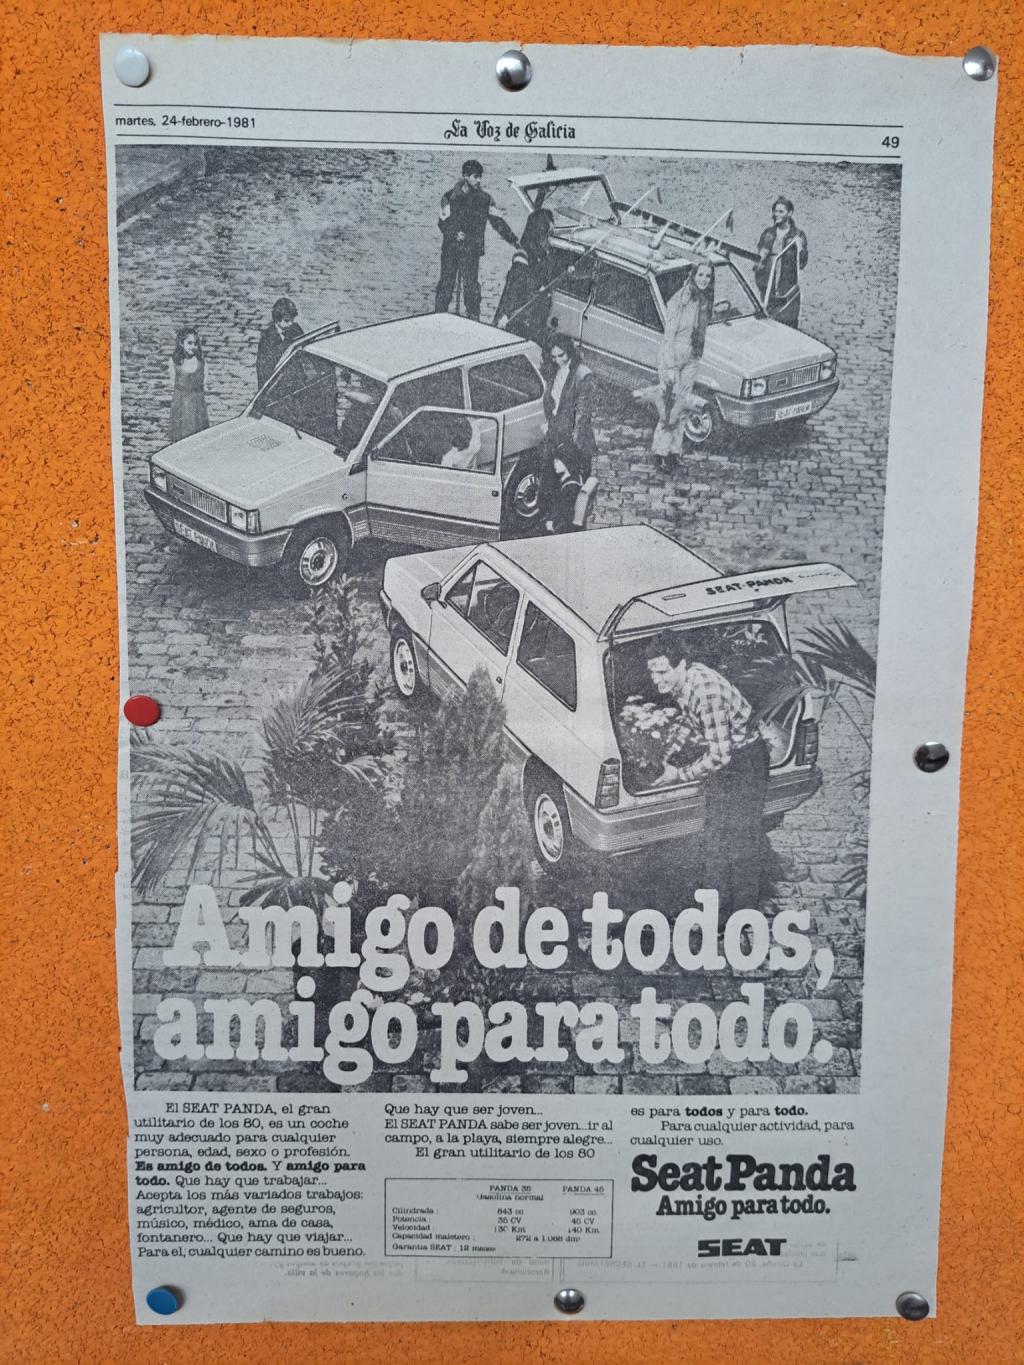 martes, 24-febrero-1981
La Voz de Galicia
49
SEAT PANDA
SEAT-PANDA
Amigo de todos,
amigo para todo.
El SEAT PANDA, el gran
utilitario de los 80, es un coche
muy adecuado para cualquier
persona, edad, sexo o profesión.
Es amigo de todos. Y amigo para
todo. Que hay que trabajar...
Acepta los más variados trabajos:
agricultor, agente de seguros,
músico, médico, ama de casa,
fontanero... Que hay que viajar...
Para el, cualquier camino es bueno.
Que hay que ser joven...
El SEAT PANDA sabe ser joven...ir al
campo, a la playa, siempre alegre...
El gran utilitario de los 80
es para todos y para todo.
Para cualquier actividad, para
cualquier uso.
PANDA 35 PANDA 45
Gasolina normal
Cilindrada : 843 cc 903 cc.
Potencia : 35 CV 45 CV
Velocidad : 130 Km 140 Km
Capacidad maletero : 272 a 1.088 dm³
Garantía SEAT : 12 meses
Seat Panda
Amigo para todo.
SEAT